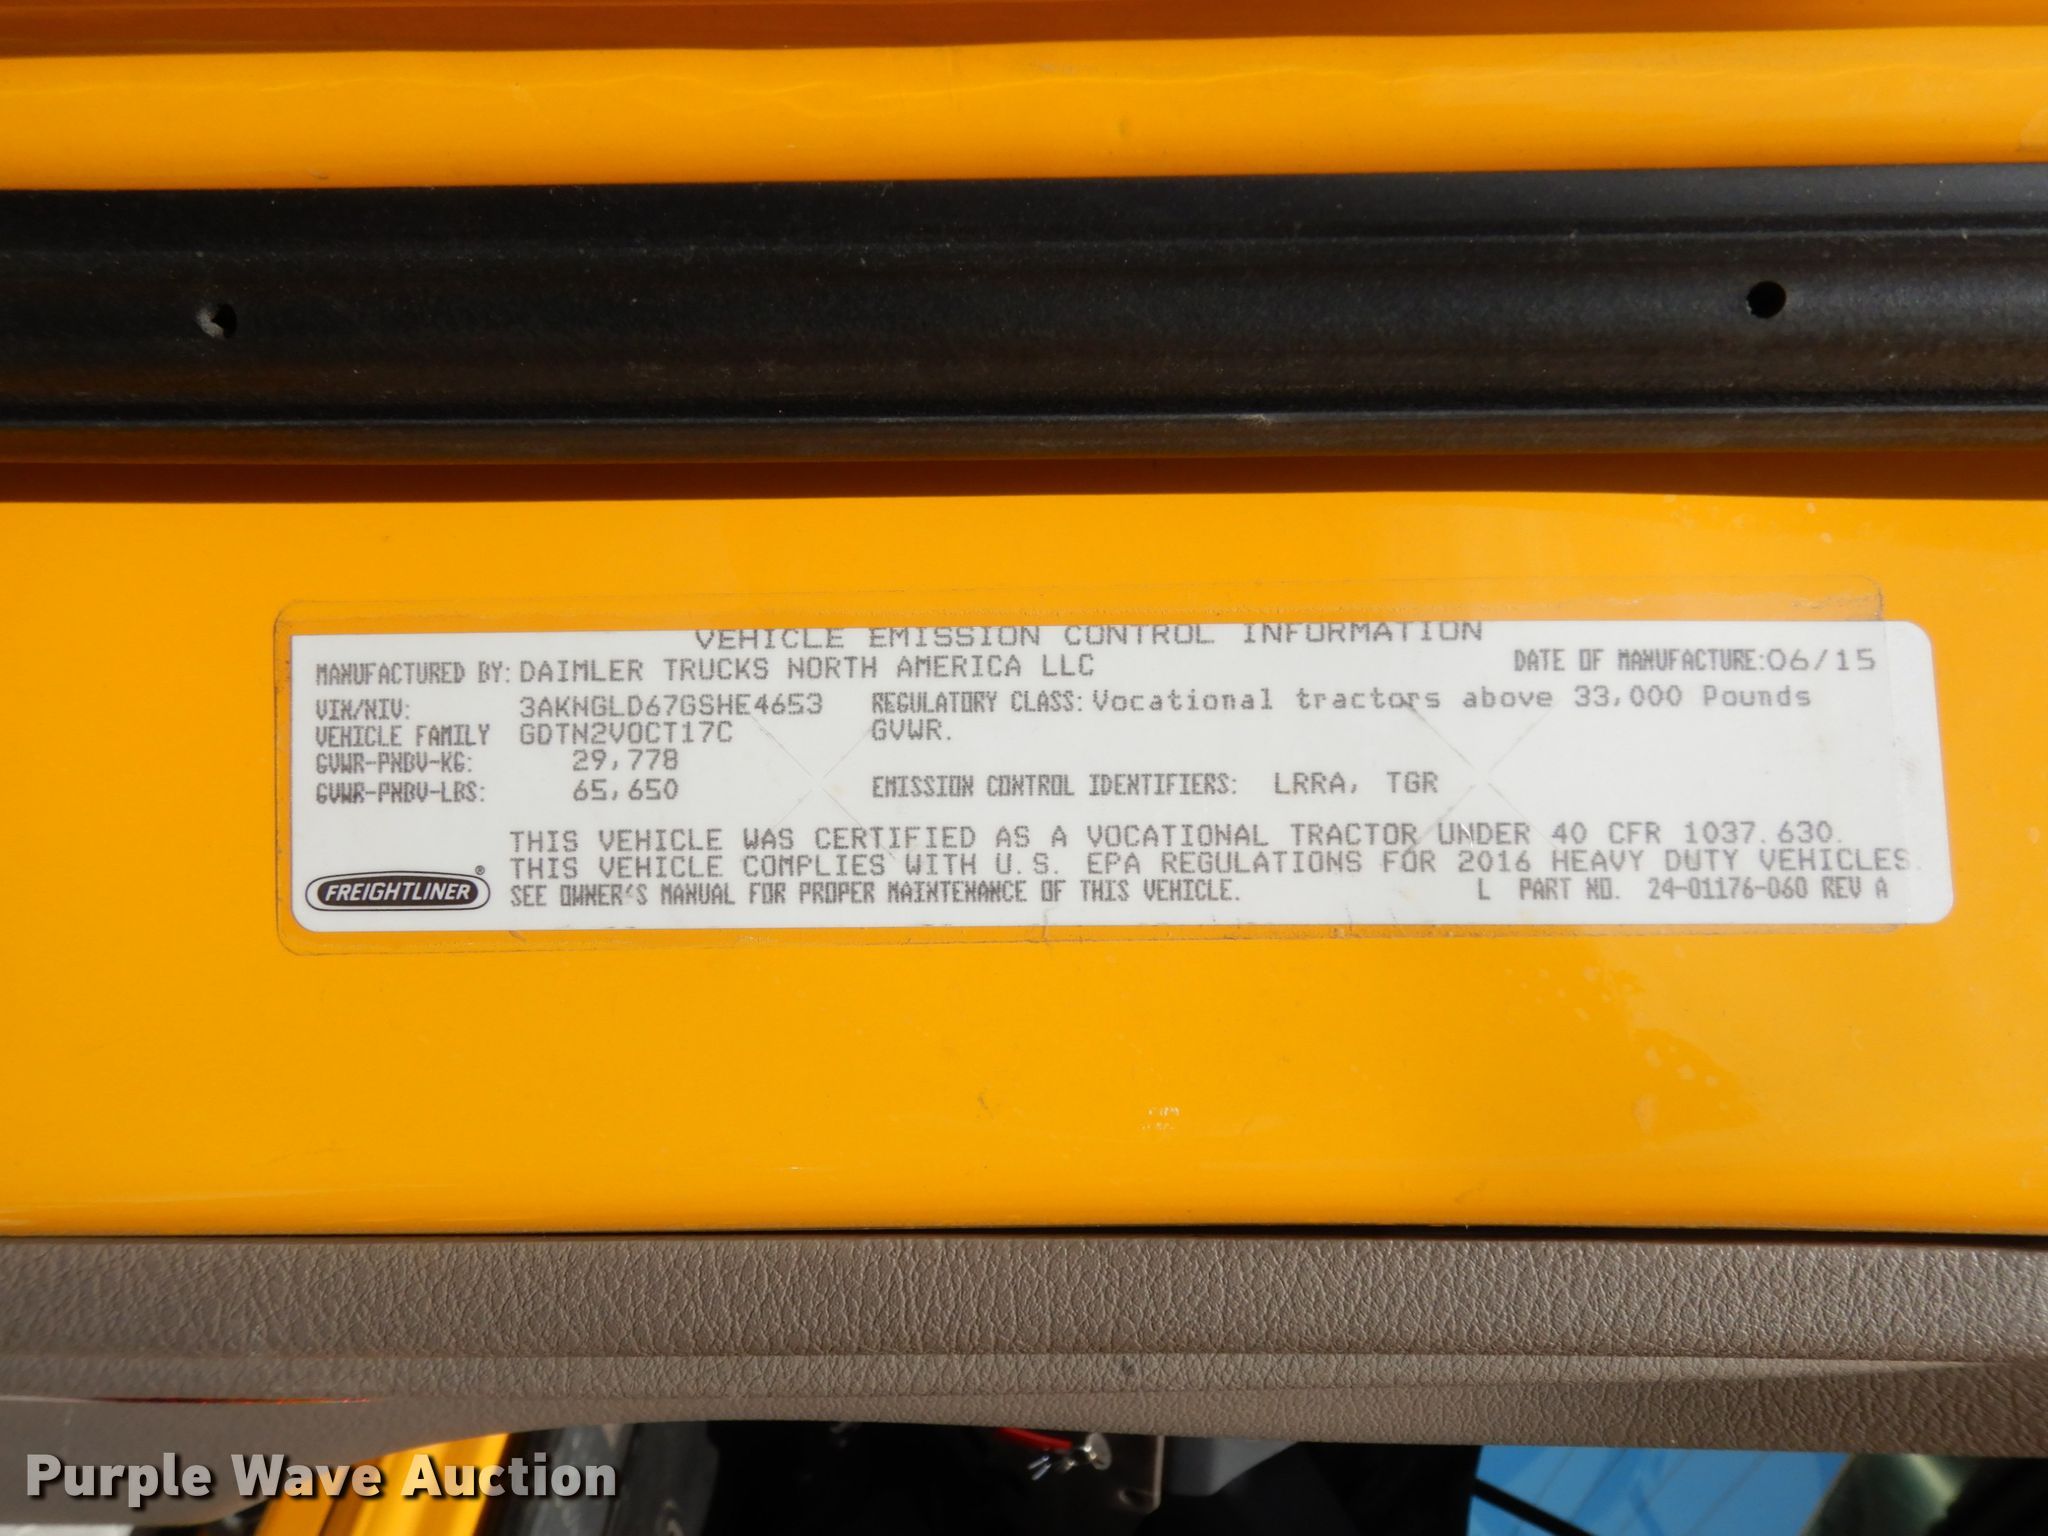 VEHICLE EMISSION CONTROL INFORMATION
MANUFACTURED BY: DAIMLER TRUCKS NORTH AMERICA LLC DATE OF MANUFACTURE: 06/15
VIN/NIV: 3AKNGLD67GSHE4653 REGULATORY CLASS: Vocational tractors above 33,000 Pounds
VEHICLE FAMILY GDTN2VOCT17C GVWR.
GVWR-PNBV-KG: 29,778
GVWR-PNBV-LBS: 65,650 EMISSION CONTROL IDENTIFIERS: LRRA, TGR
THIS VEHICLE WAS CERTIFIED AS A VOCATIONAL TRACTOR UNDER 40 CFR 1037.630.
THIS VEHICLE COMPLIES WITH U.S. EPA REGULATIONS FOR 2016 HEAVY DUTY VEHICLES.
FREIGHTLINER® SEE OWNER'S MANUAL FOR PROPER MAINTENANCE OF THIS VEHICLE. L PART NO. 24-01176-060 REV A
Purple Wave Auction